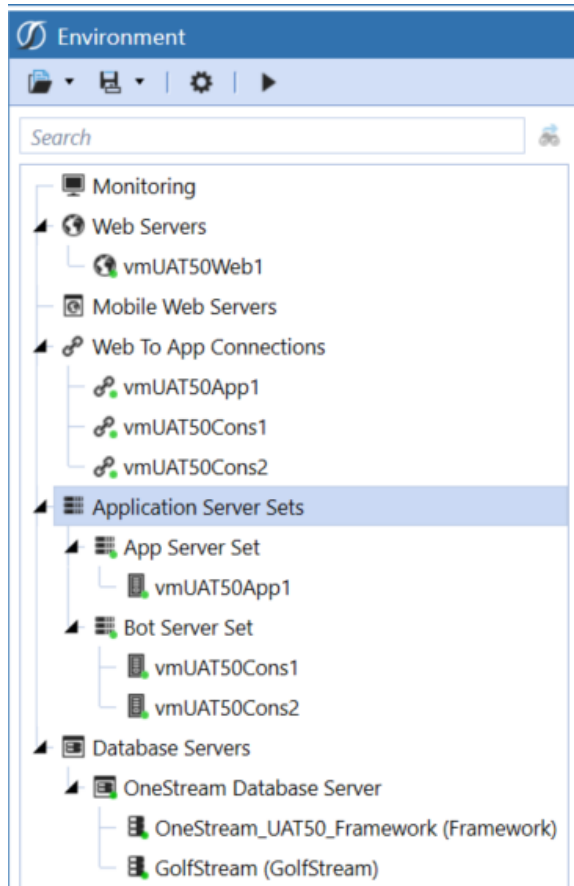 Environment
Search
Monitoring
Web Servers
vmUAT50Web1
Mobile Web Servers
Web To App Connections
vmUAT50App1
vmUAT50Cons1
vmUAT50Cons2
Application Server Sets
App Server Set
vmUAT50App1
Bot Server Set
vmUAT50Cons1
vmUAT50Cons2
Database Servers
OneStream Database Server
OneStream_UAT50_Framework (Framework)
GolfStream (GolfStream)